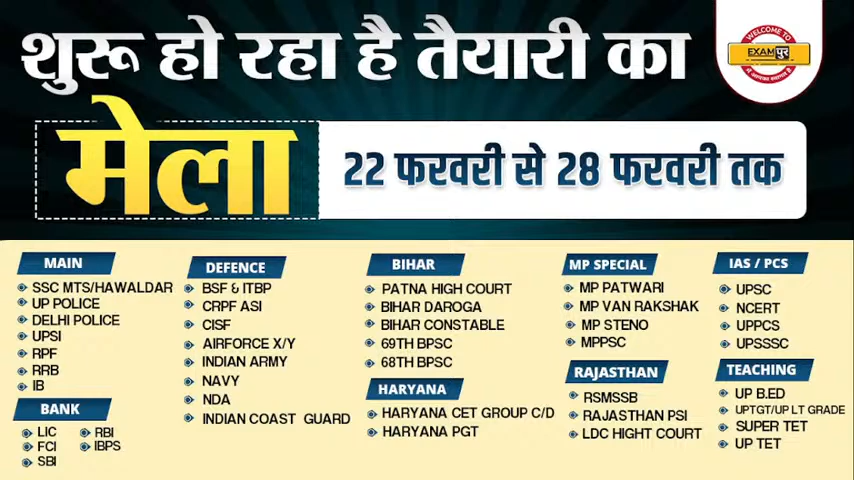 शुरू हो रहा है तैयारी का
WELCOME TO
EXAM पुर
मेला
22 फरवरी से 28 फरवरी तक
MAIN
SSC MTS/HAWALDAR
UP POLICE
DELHI POLICE
UPSI
RPF
RRB
IB
BANK
LIC
FCI
SBI
RBI
IBPS
DEFENCE
BSF & ITBP
CRPF ASI
CISF
AIRFORCE X/Y
INDIAN ARMY
NAVY
NDA
INDIAN COAST GUARD
BIHAR
PATNA HIGH COURT
BIHAR DAROGA
BIHAR CONSTABLE
69TH BPSC
68TH BPSC
HARYANA
HARYANA CET GROUP C/D
HARYANA PGT
MP SPECIAL
MP PATWARI
MP VAN RAKSHAK
MP STENO
MPPSC
RAJASTHAN
RSMSSB
RAJASTHAN PSI
LDC HIGHT COURT
IAS / PCS
UPSC
NCERT
UPPCS
UPSSSC
TEACHING
UP B.ED
UPTGT/UP LT GRADE
SUPER TET
UP TET